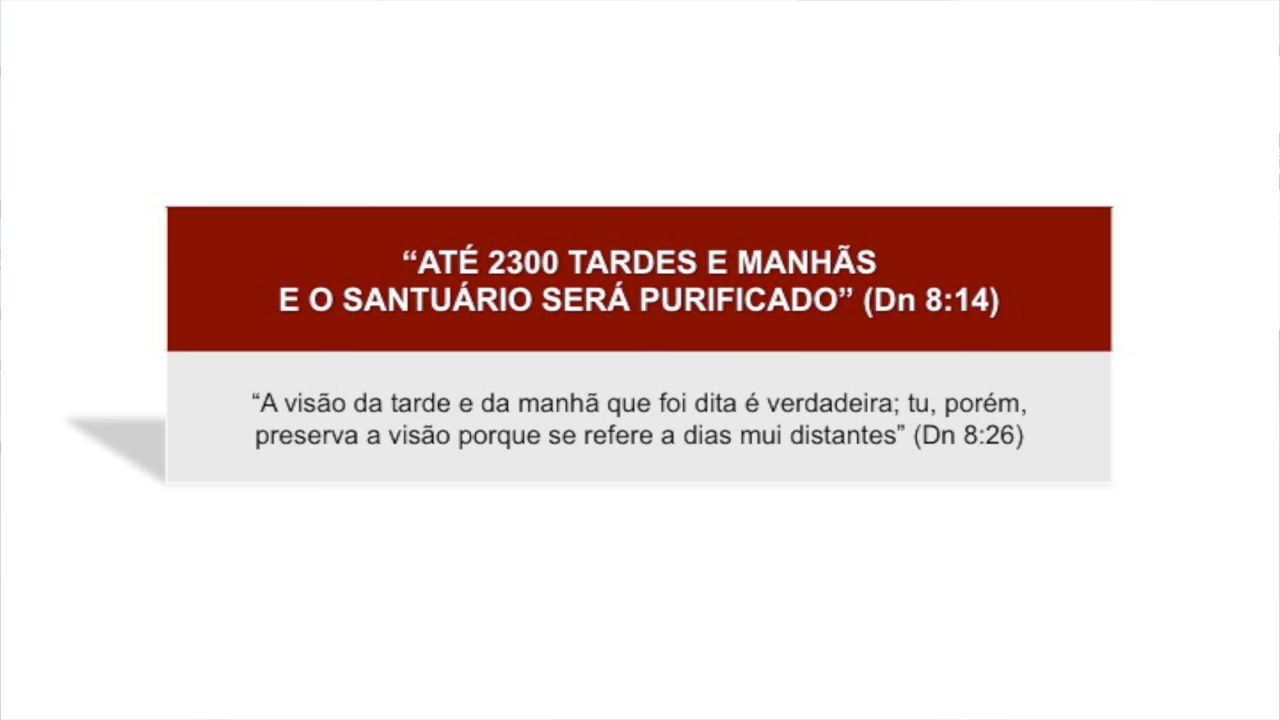 “ATÉ 2300 TARDES E MANHÃS
E O SANTUÁRIO SERÁ PURIFICADO” (Dn 8:14)
“A visão da tarde e da manhã que foi dita é verdadeira; tu, porém,
preserva a visão porque se refere a dias mui distantes” (Dn 8:26)